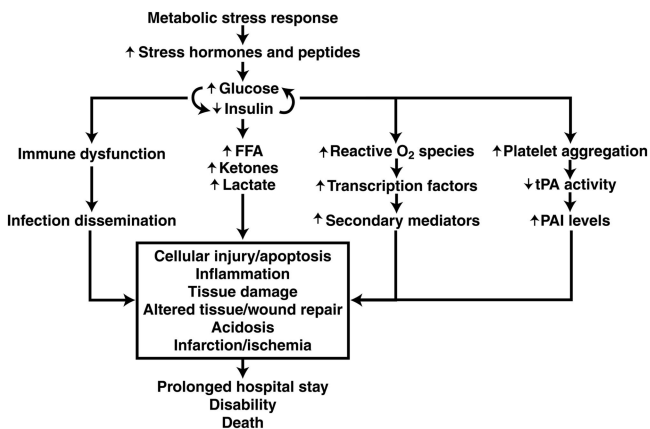 Metabolic stress response
↑ Stress hormones and peptides
↑ Glucose
↓ Insulin
Immune dysfunction
Infection dissemination
↑ FFA
↑ Ketones
↑ Lactate
↑ Reactive O₂ species
↑ Transcription factors
↑ Secondary mediators
↑ Platelet aggregation
↓ tPA activity
↑ PAI levels
Cellular injury/apoptosis
Inflammation
Tissue damage
Altered tissue/wound repair
Acidosis
Infarction/ischemia
Prolonged hospital stay
Disability
Death